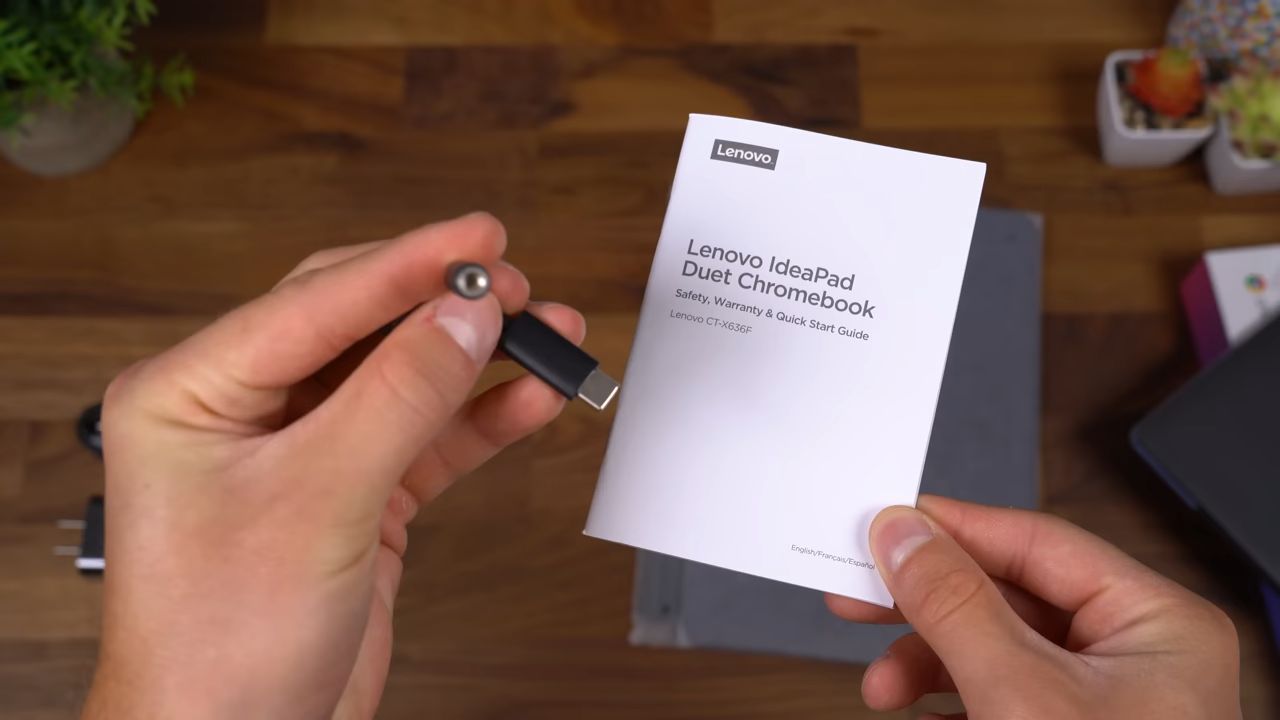 Lenovo
Lenovo IdeaPad
Duet Chromebook
Safety, Warranty & Quick Start Guide
Lenovo CT-X636F
English/Français/Español